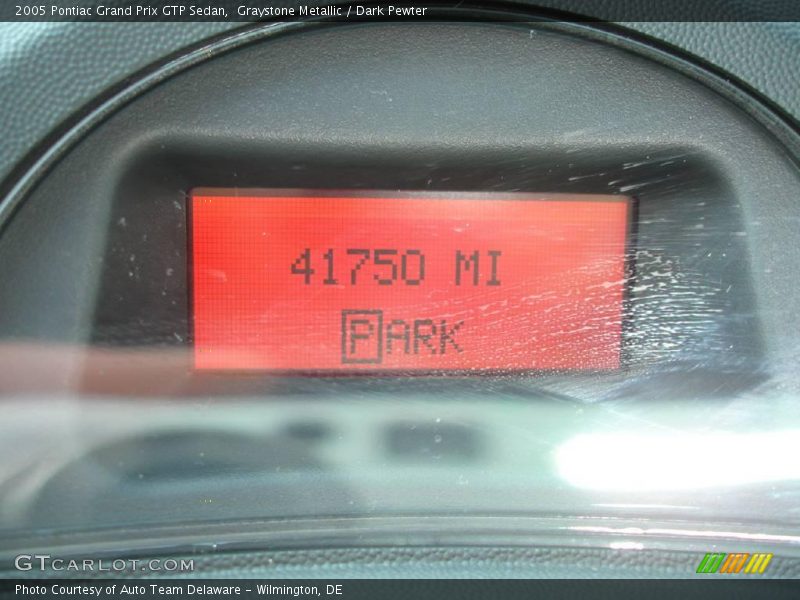 2005 Pontiac Grand Prix GTP Sedan,  Graystone Metallic / Dark Pewter
41750 MI
PARK
GTCARLOT.COM
Photo Courtesy of Auto Team Delaware - Wilmington, DE